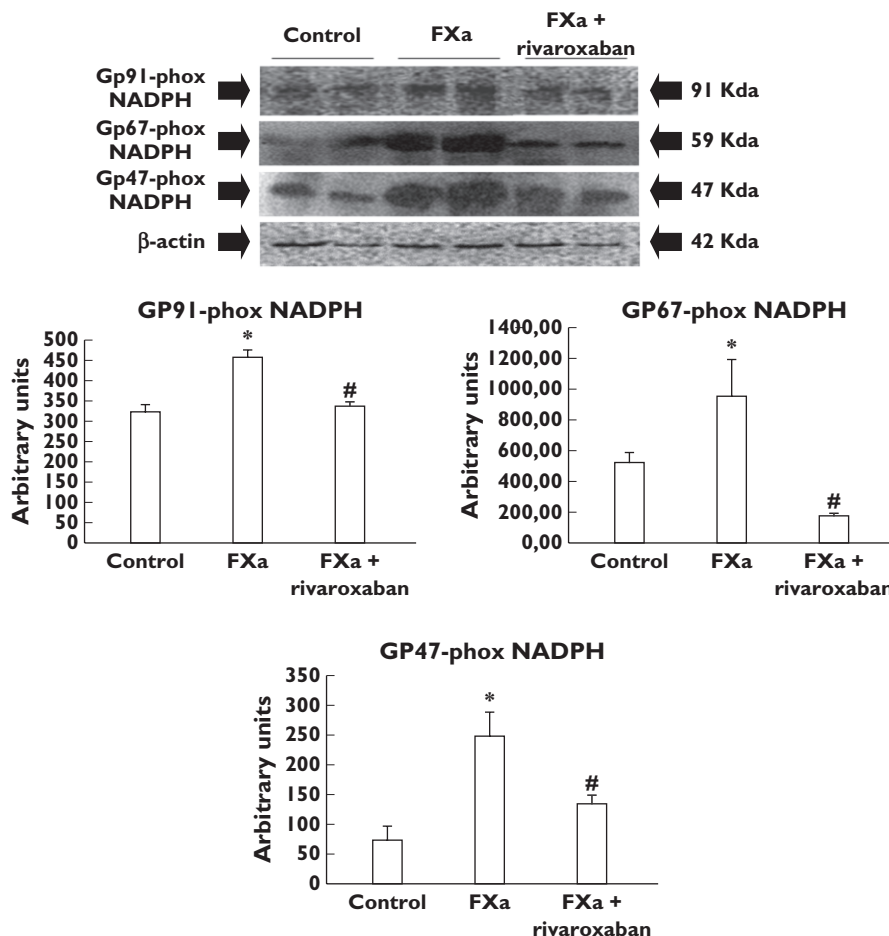 Control FXa FXa +
rivaroxaban
Gp91-phox
NADPH
91 Kda
Gp67-phox
NADPH
59 Kda
Gp47-phox
NADPH
47 Kda
β-actin
42 Kda
GP91-phox NADPH
Arbitrary units
500
450
400
350
300
250
200
150
100
50
0
*
#
Control FXa FXa +
rivaroxaban
GP67-phox NADPH
Arbitrary units
1400,00
1200,00
1000,00
800,00
600,00
400,00
200,00
0,00
*
#
Control FXa FXa +
rivaroxaban
GP47-phox NADPH
Arbitrary units
350
300
250
200
150
100
50
0
*
#
Control FXa FXa +
rivaroxaban